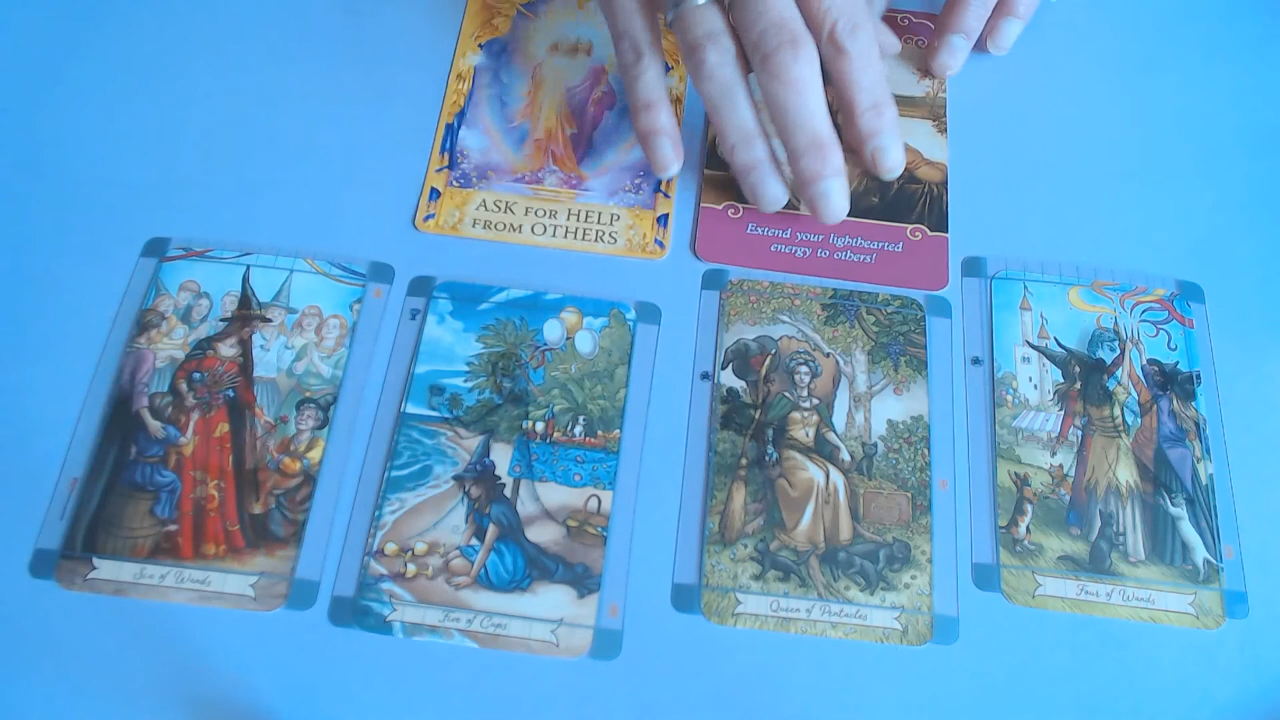 ASK FOR HELP
FROM OTHERS
Extend your lighthearted
energy to others!
Six of Wands
Five of Cups
Queen of Pentacles
Four of Wands